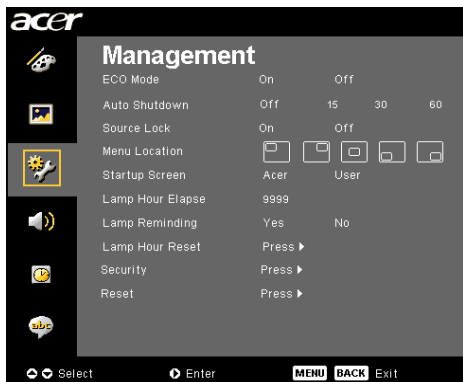 acer
Management
ECO Mode On Off
Auto Shutdown Off 15 30 60
Source Lock On Off
Menu Location
Startup Screen Acer User
Lamp Hour Elapse 9999
Lamp Reminding Yes No
Lamp Hour Reset Press
Security Press
Reset Press
abc
Select Enter MENU BACK Exit